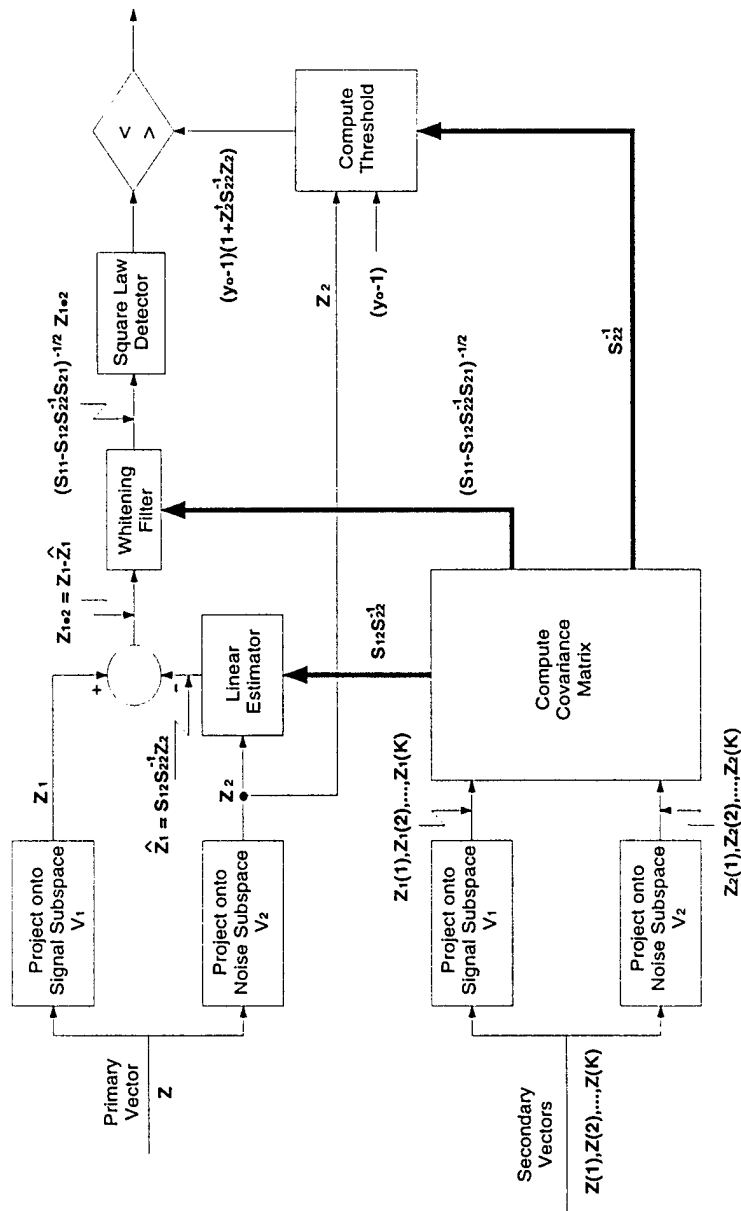 Primary
Vector
Z
Project onto
Signal Subspace
V₁
Z₁
Project onto
Noise Subspace
V₂
Z₂
Ẑ₁ = S₁₂S₂₂⁻¹Z₂
+
-
Linear
Estimator
Z₁•₂ = Z₁-Ẑ₁
Whitening
Filter
(S₁₁-S₁₂S₂₂⁻¹S₂₁)⁻¹/² Z₁•₂
Square Law
Detector
<
>
(y₀-1)(1+Z₂†S₂₂⁻¹Z₂)
Compute
Threshold
Z₂
(y₀-1)
Secondary
Vectors
Z(1),Z(2),...,Z(K)
Project onto
Signal Subspace
V₁
Z₁(1),Z₁(2),...,Z₁(K)
Project onto
Noise Subspace
V₂
Z₂(1),Z₂(2),...,Z₂(K)
Compute
Covariance
Matrix
S₁₂S₂₂⁻¹
(S₁₁-S₁₂S₂₂⁻¹S₂₁)⁻¹/²
S₂₂⁻¹